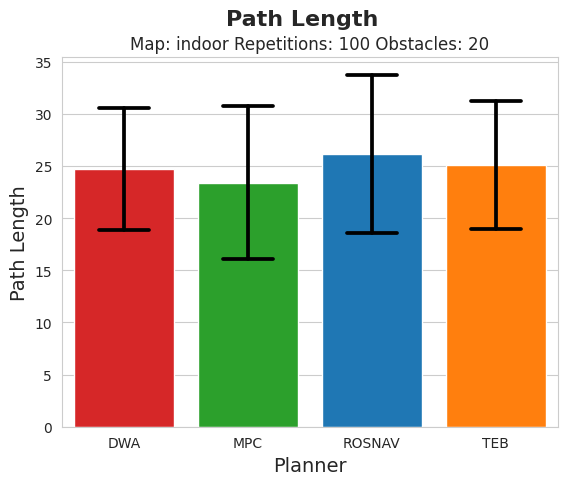 Path Length
Map: indoor Repetitions: 100 Obstacles: 20
35
30
25
20
15
10
5
0
Path Length
DWA MPC ROSNAV TEB
Planner